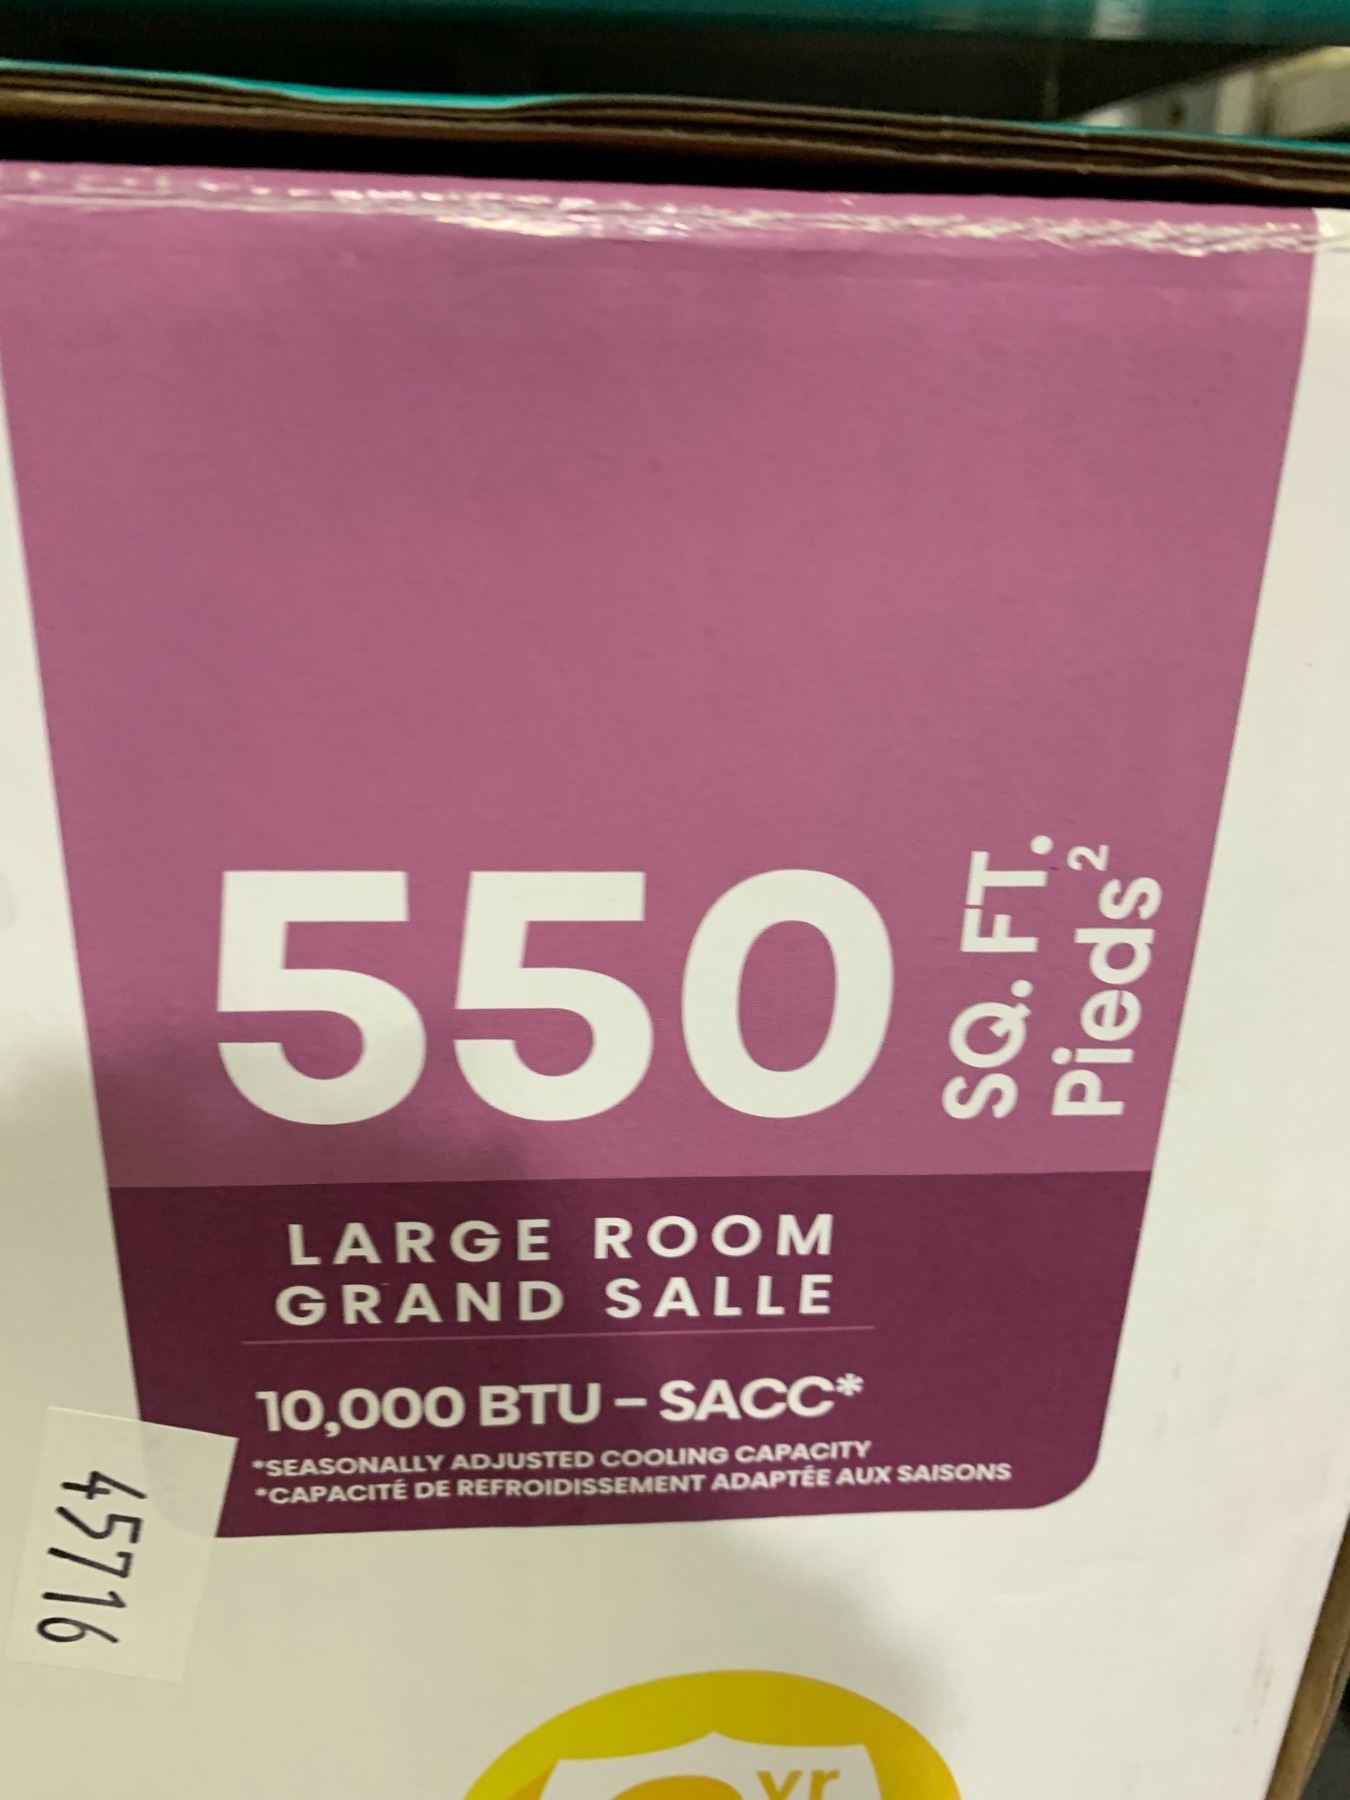 550
SQ. FT.
Pieds²
LARGE ROOM
GRAND SALLE
10,000 BTU – SACC*
*SEASONALLY ADJUSTED COOLING CAPACITY
*CAPACITÉ DE REFROIDISSEMENT ADAPTÉE AUX SAISONS
45716
yr